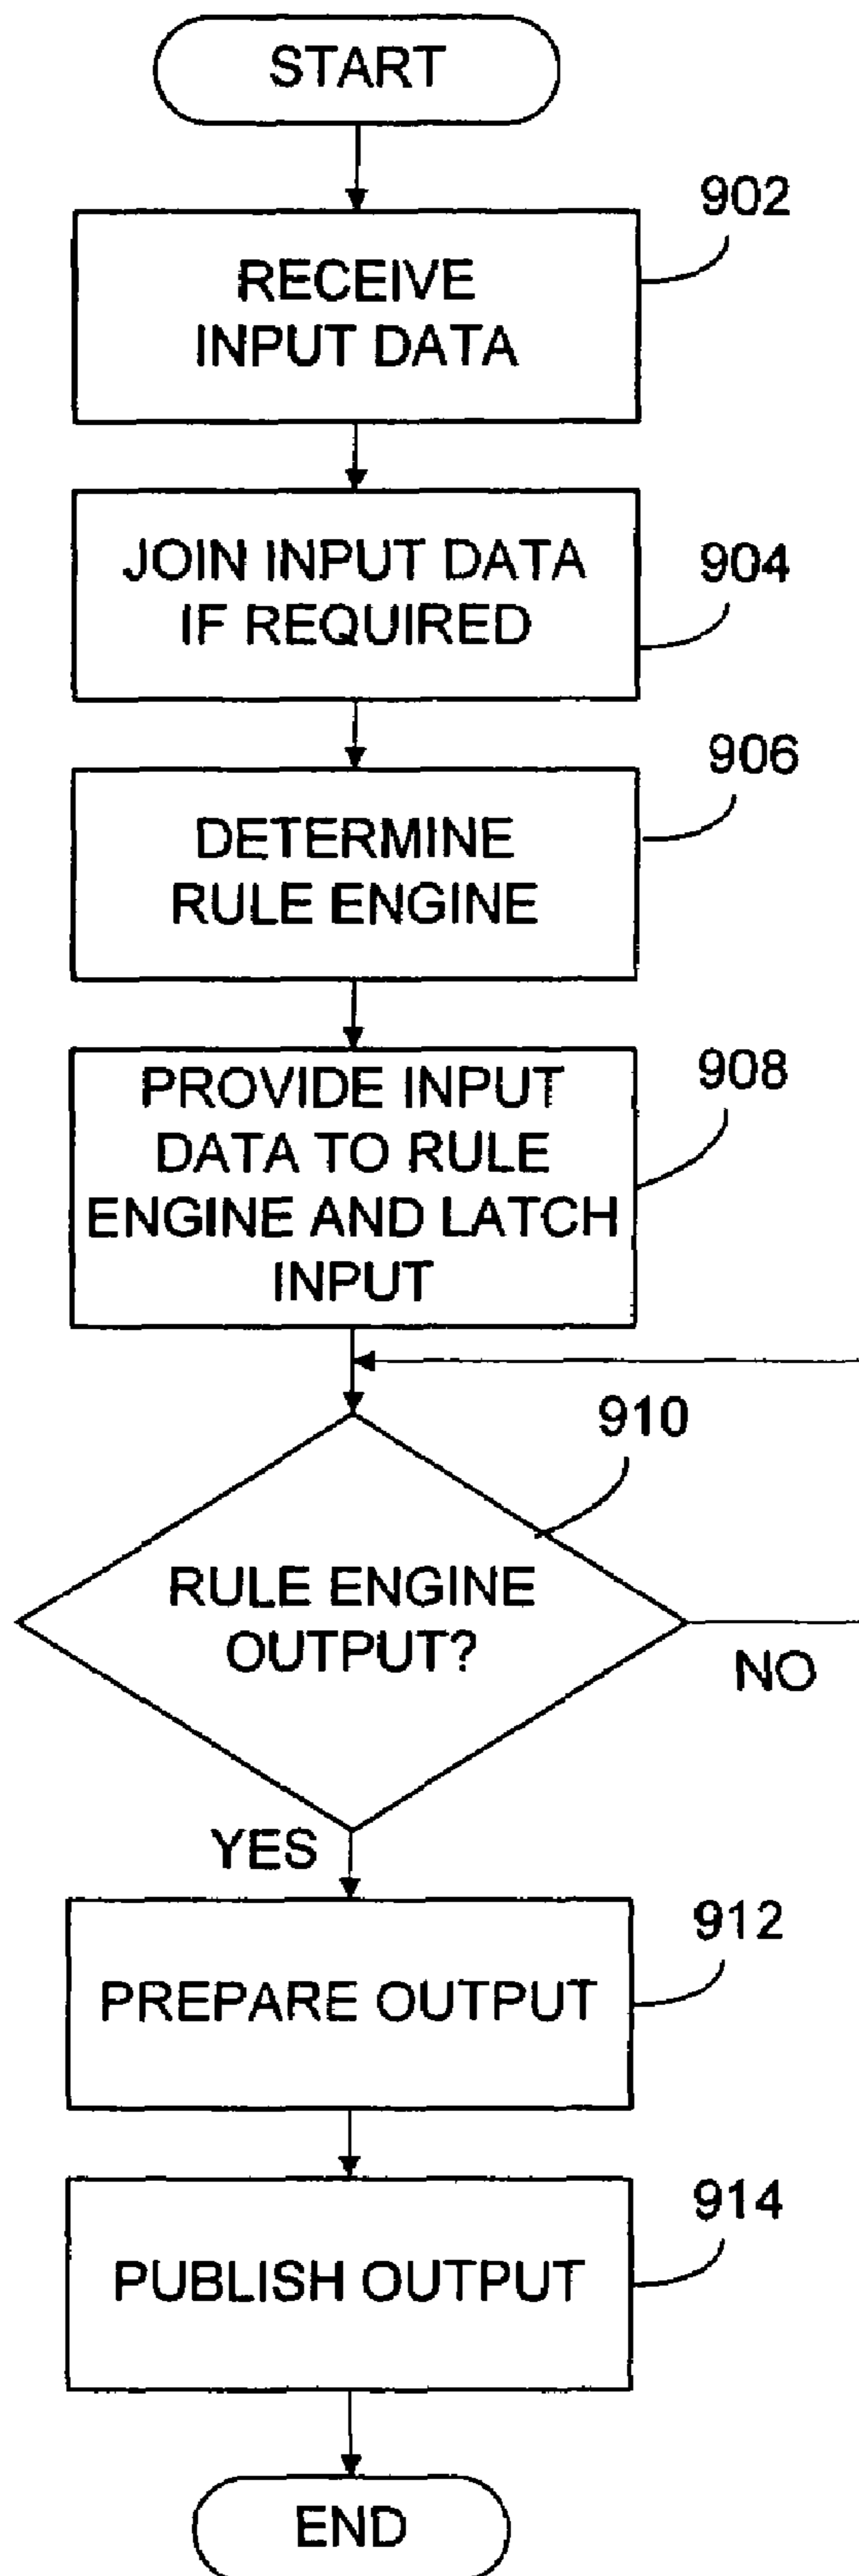 START
902
RECEIVE
INPUT DATA
JOIN INPUT DATA
IF REQUIRED
904
906
DETERMINE
RULE ENGINE
908
PROVIDE INPUT
DATA TO RULE
ENGINE AND LATCH
INPUT
910
RULE ENGINE
OUTPUT?
NO
YES
912
PREPARE OUTPUT
914
PUBLISH OUTPUT
END